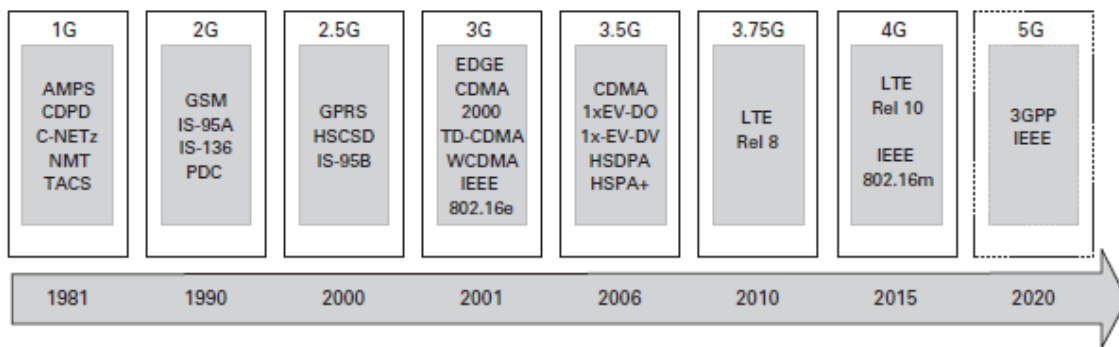 1G
AMPS
CDPD
C-NETz
NMT
TACS
2G
GSM
IS-95A
IS-136
PDC
2.5G
GPRS
HSCSD
IS-95B
3G
EDGE
CDMA
2000
TD-CDMA
WCDMA
IEEE
802.16e
3.5G
CDMA
1xEV-DO
1x-EV-DV
HSDPA
HSPA+
3.75G
LTE
Rel 8
4G
LTE
Rel 10
IEEE
802.16m
5G
3GPP
IEEE
1981
1990
2000
2001
2006
2010
2015
2020